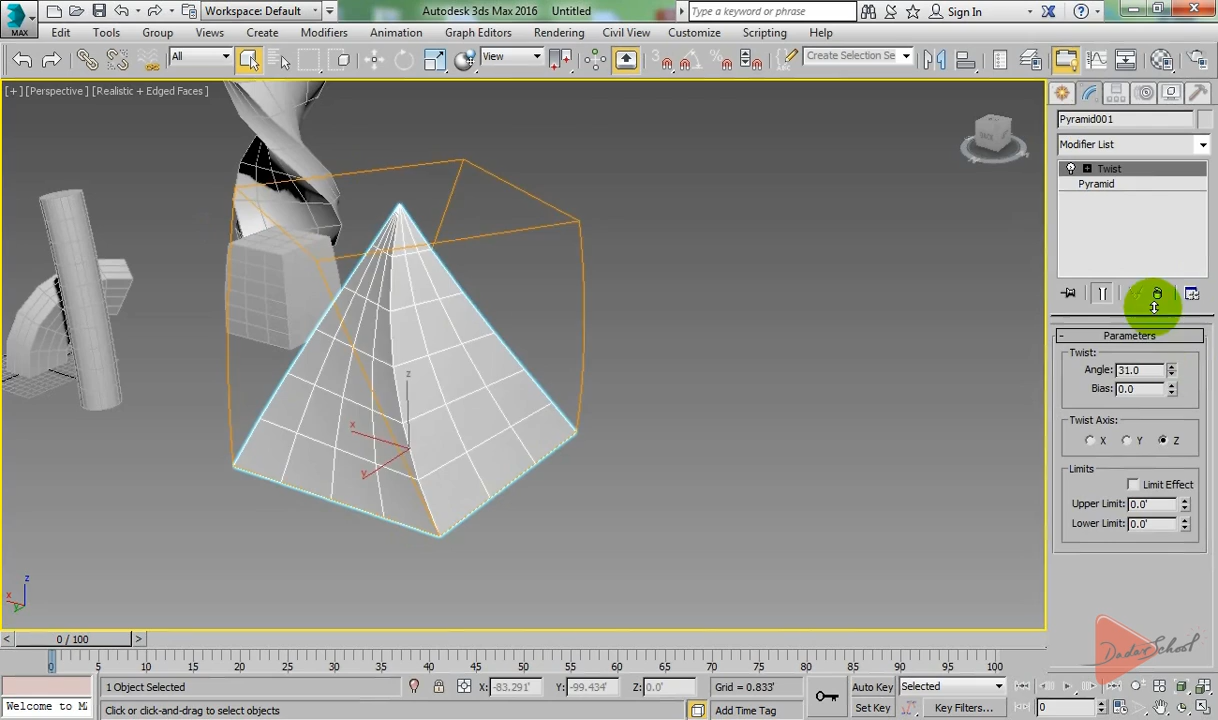 Workspace: Default
Autodesk 3ds Max 2016
Untitled
Type a keyword or phrase
Sign In
MAX
Edit
Tools
Group
Views
Create
Modifiers
Animation
Graph Editors
Rendering
Civil View
Customize
Scripting
Help
All
View
Create Selection Se
[+] [Perspective] [Realistic + Edged Faces]
Pyramid001
Modifier List
Twist
Pyramid
Parameters
Twist:
Angle: 31.0
Bias: 0.0
Twist Axis:
X
Y
Z
Limits
Limit Effect
Upper Limit: 0.0'
Lower Limit: 0.0'
z
x
y
z
x
y
DadarSchool
0 / 100
0 5 10 15 20 25 30 35 40 45 50 55 60 65 70 75 80 85 90 95 100
1 Object Selected
X: -83.291'
Y: -99.434'
Z: 0.0'
Grid = 0.833'
Auto Key
Selected
Welcome to M
Click or click-and-drag to select objects
Add Time Tag
Set Key
Key Filters...
0